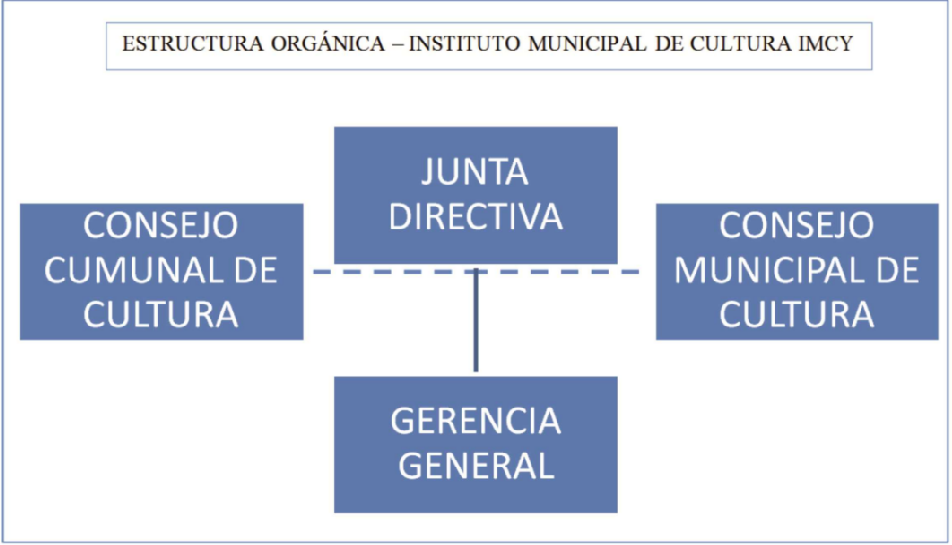 ESTRUCTURA ORGÁNICA – INSTITUTO MUNICIPAL DE CULTURA IMCY
JUNTA
DIRECTIVA
CONSEJO
CUMUNAL DE
CULTURA
CONSEJO
MUNICIPAL DE
CULTURA
GERENCIA
GENERAL